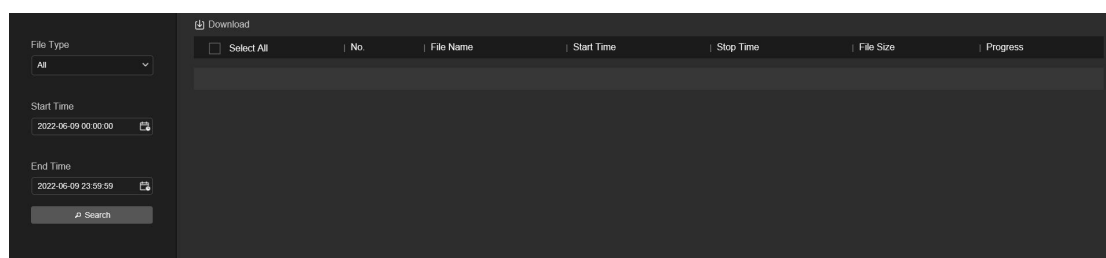 Download
File Type
All
Start Time
2022-06-09 00:00:00
End Time
2022-06-09 23:59:59
Search
Select All | No. | File Name | Start Time | Stop Time | File Size | Progress